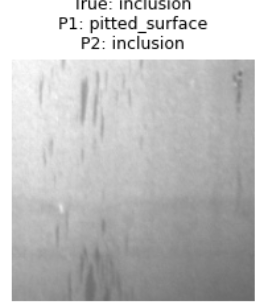 True: inclusion
P1: pitted_surface
P2: inclusion